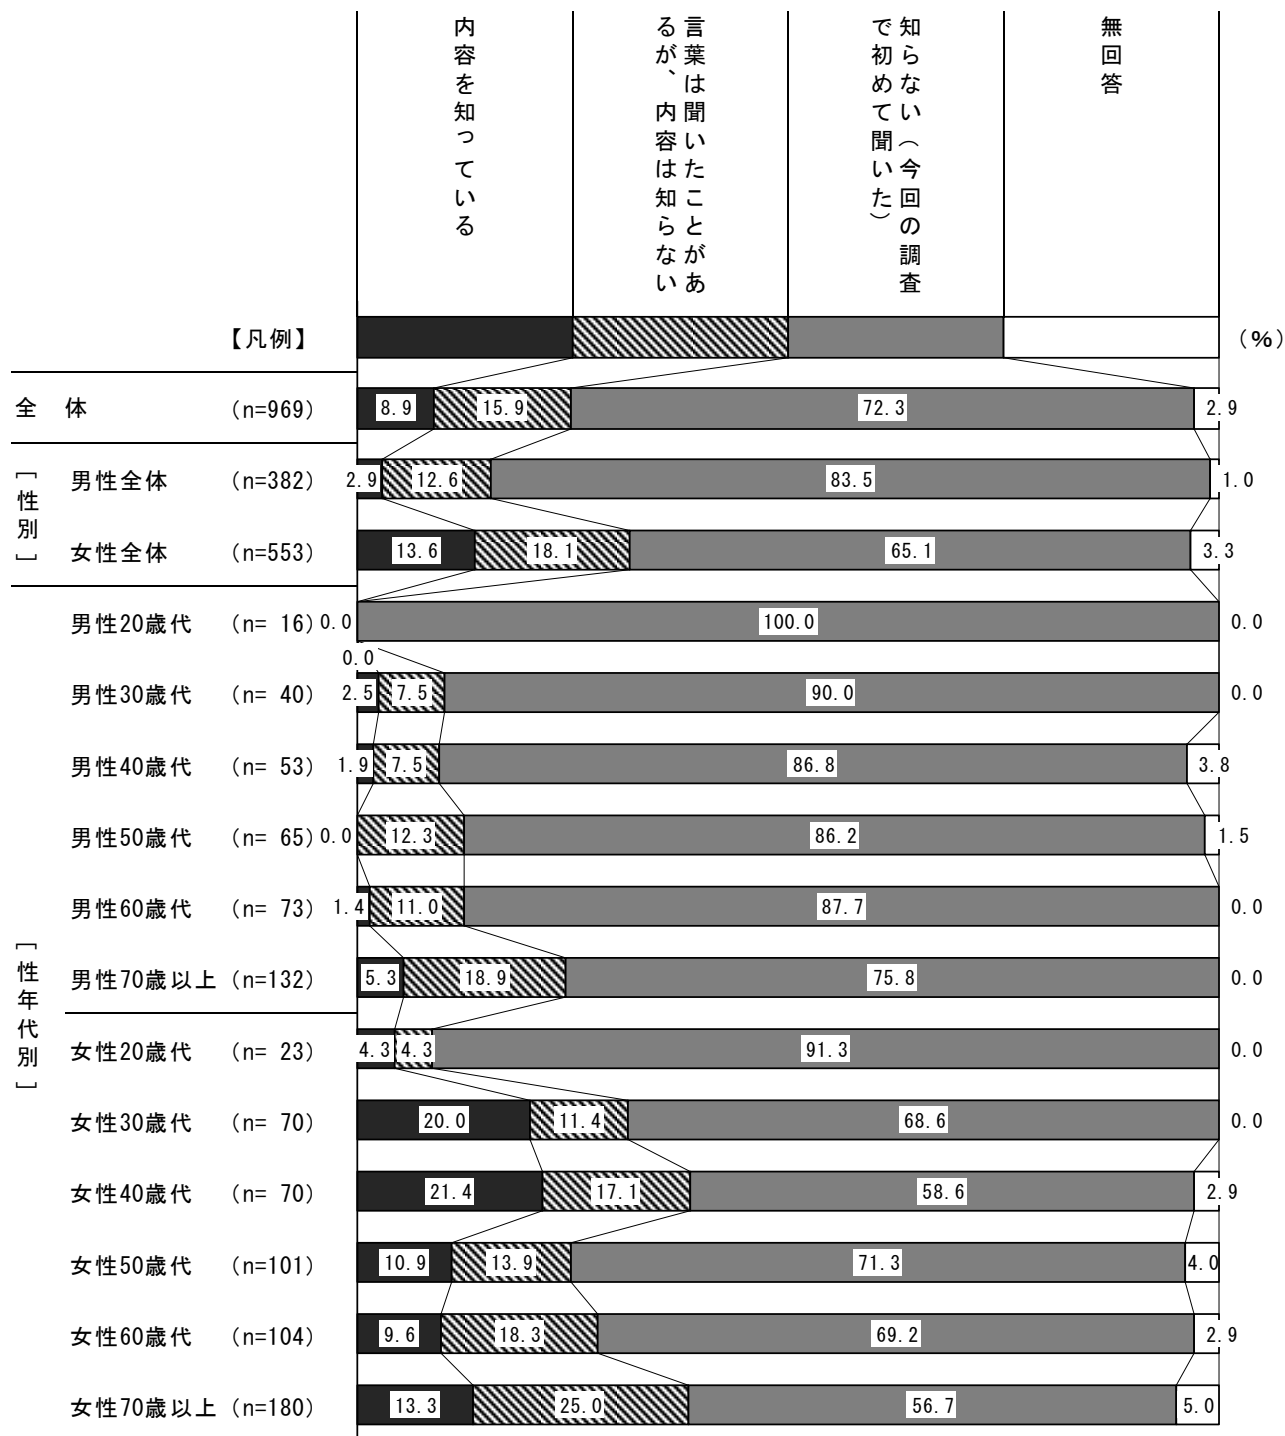 内容を知っている
言葉は聞いたことがあ
るが、内容は知らない
知らない（今回の調査
で初めて聞いた）
無回答
【凡例】 （%）
全　体 （n=969） 8.9 15.9 72.3 2.9
［性別］
男性全体 （n=382） 2.9 12.6 83.5 1.0
女性全体 （n=553） 13.6 18.1 65.1 3.3
［性年代別］
男性20歳代 （n= 16） 0.0 0.0 100.0 0.0
男性30歳代 （n= 40） 2.5 7.5 90.0 0.0
男性40歳代 （n= 53） 1.9 7.5 86.8 3.8
男性50歳代 （n= 65） 0.0 12.3 86.2 1.5
男性60歳代 （n= 73） 1.4 11.0 87.7 0.0
男性70歳以上 （n=132） 5.3 18.9 75.8 0.0
女性20歳代 （n= 23） 4.3 4.3 91.3 0.0
女性30歳代 （n= 70） 20.0 11.4 68.6 0.0
女性40歳代 （n= 70） 21.4 17.1 58.6 2.9
女性50歳代 （n=101） 10.9 13.9 71.3 4.0
女性60歳代 （n=104） 9.6 18.3 69.2 2.9
女性70歳以上 （n=180） 13.3 25.0 56.7 5.0